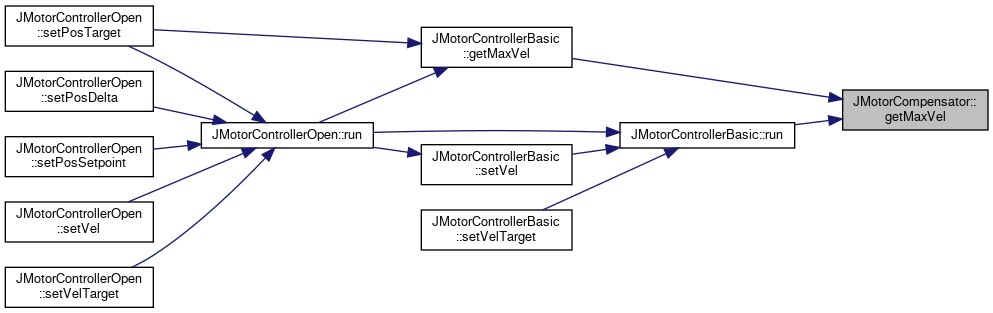 JMotorControllerOpen
::setPosTarget
JMotorControllerOpen
::setPosDelta
JMotorControllerOpen
::setPosSetpoint
JMotorControllerOpen
::setVel
JMotorControllerOpen
::setVelTarget
JMotorControllerOpen::run
JMotorControllerBasic
::getMaxVel
JMotorControllerBasic
::setVel
JMotorControllerBasic
::setVelTarget
JMotorControllerBasic::run
JMotorCompensator::
getMaxVel